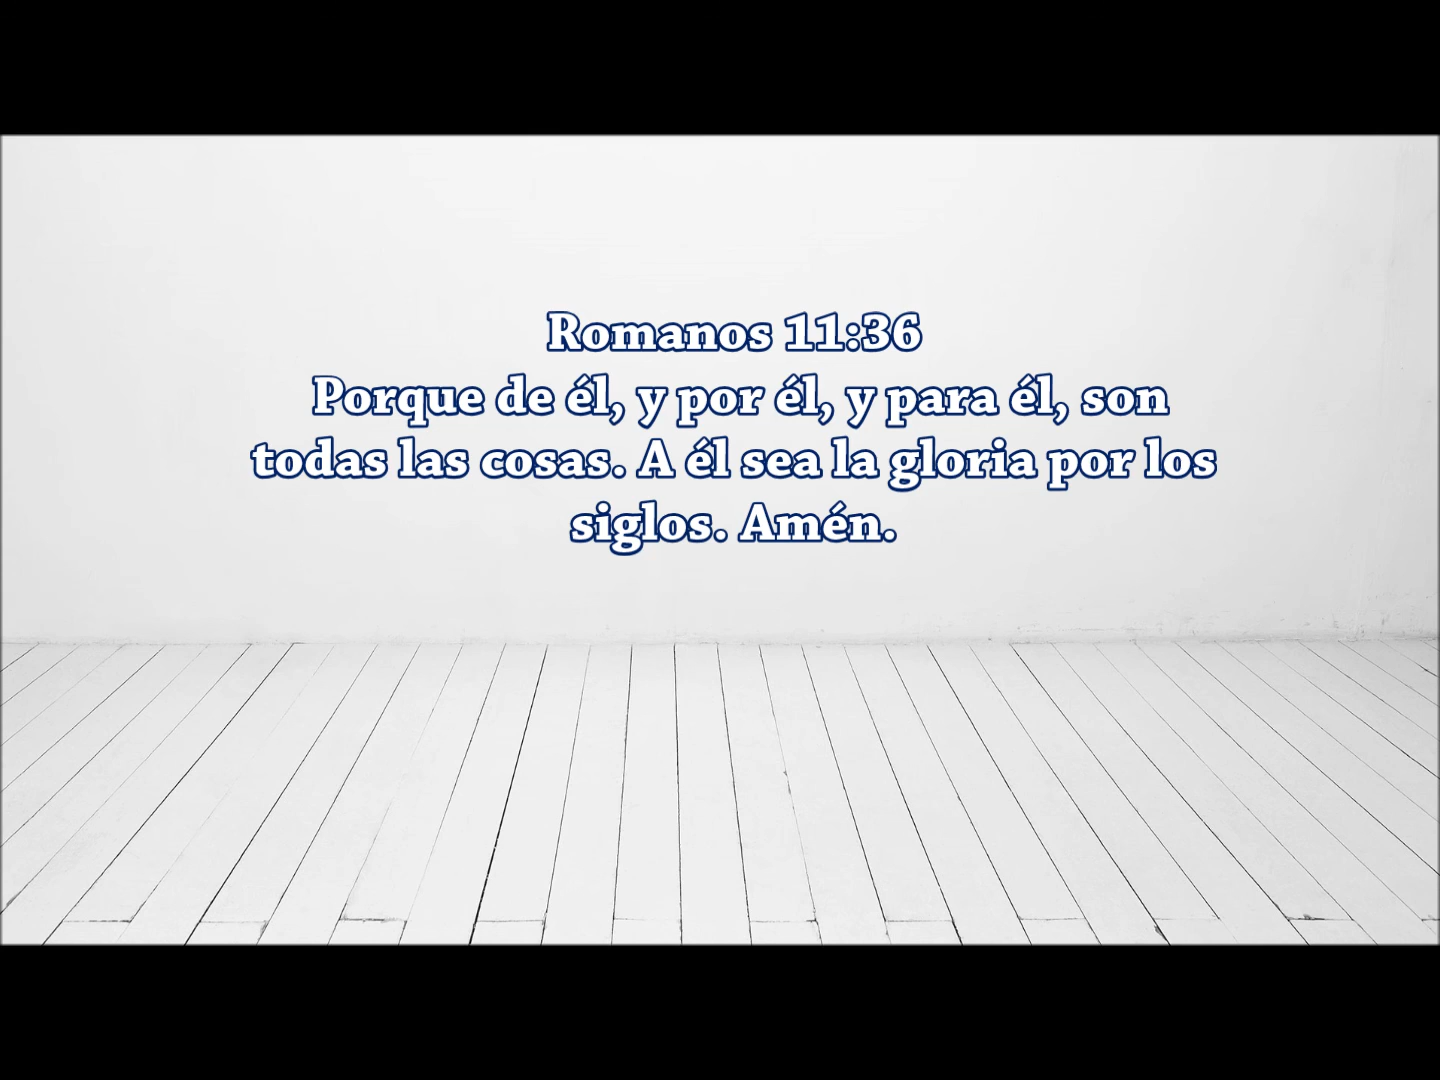 Romanos 11:36
Porque de él, y por él, y para él, son
todas las cosas. A él sea la gloria por los
siglos. Amén.